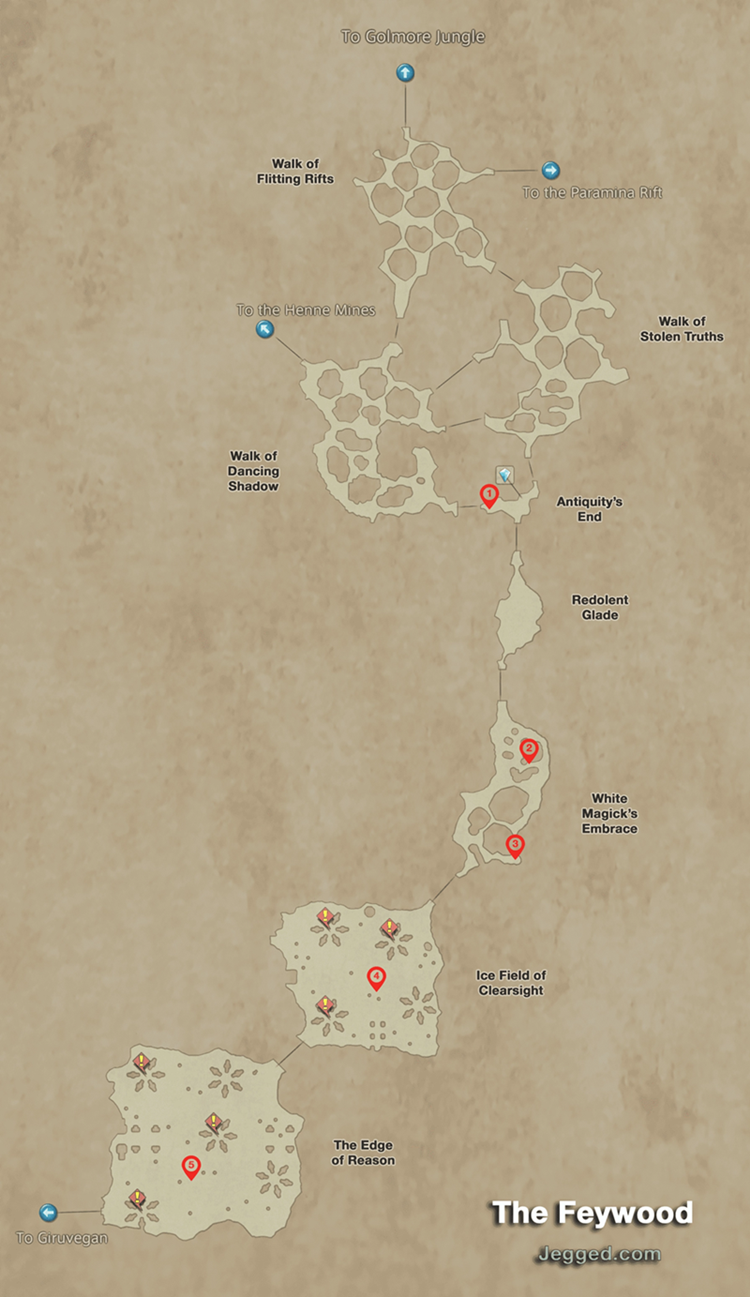 To Golmore Jungle
Walk of
Flitting Rifts
To the Paramina Rift
To the Henne Mines
Walk of
Stolen Truths
Walk of
Dancing
Shadow
1
Antiquity's
End
Redolent
Glade
2
White
Magick's
Embrace
3
4
Ice Field of
Clearsight
The Edge
of Reason
5
To Giruvegan
The Feywood
Jegged.com